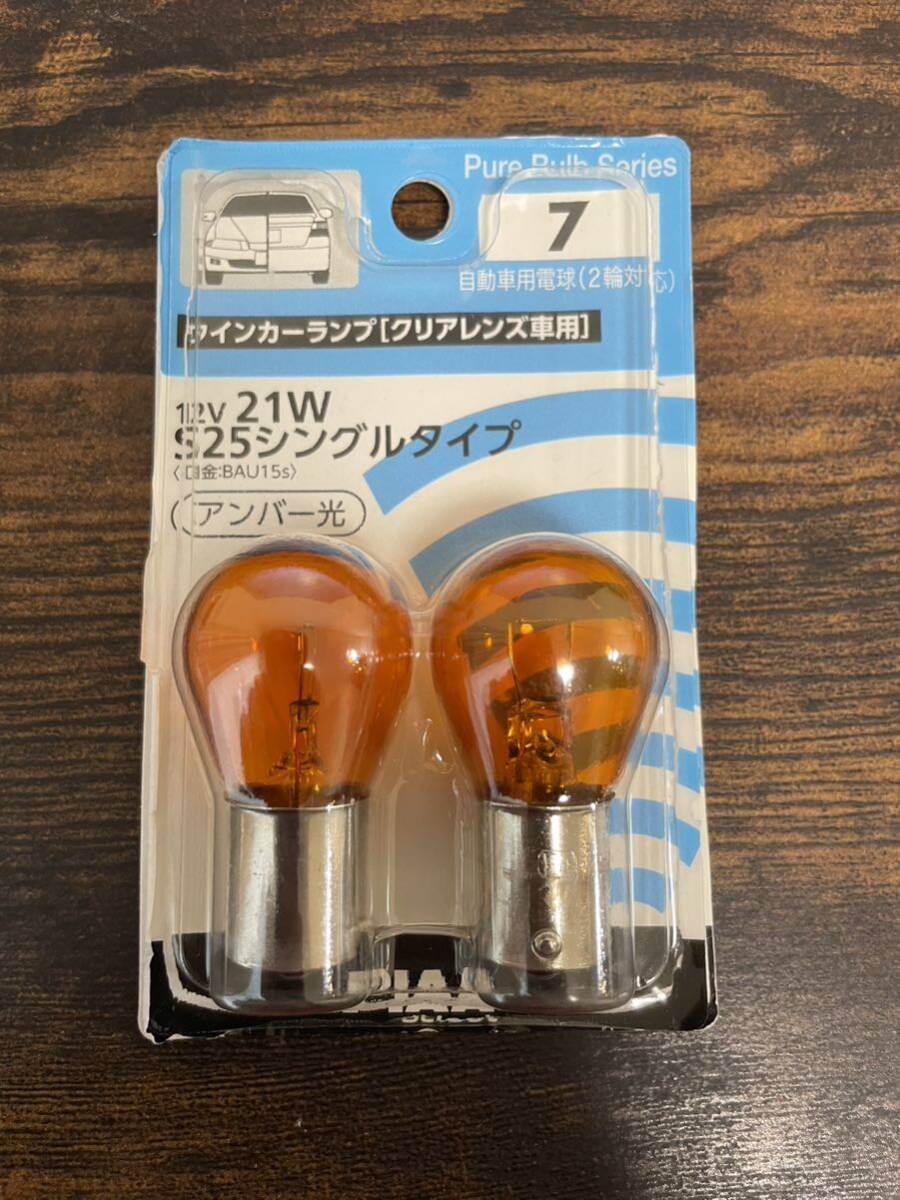 Pure Bulb Series
7
自動車用電球(2輪対応)
ウインカーランプ[クリアレンズ車用]
12V 21W
S25シングルタイプ
〈口金:BAU15s〉
アンバー光